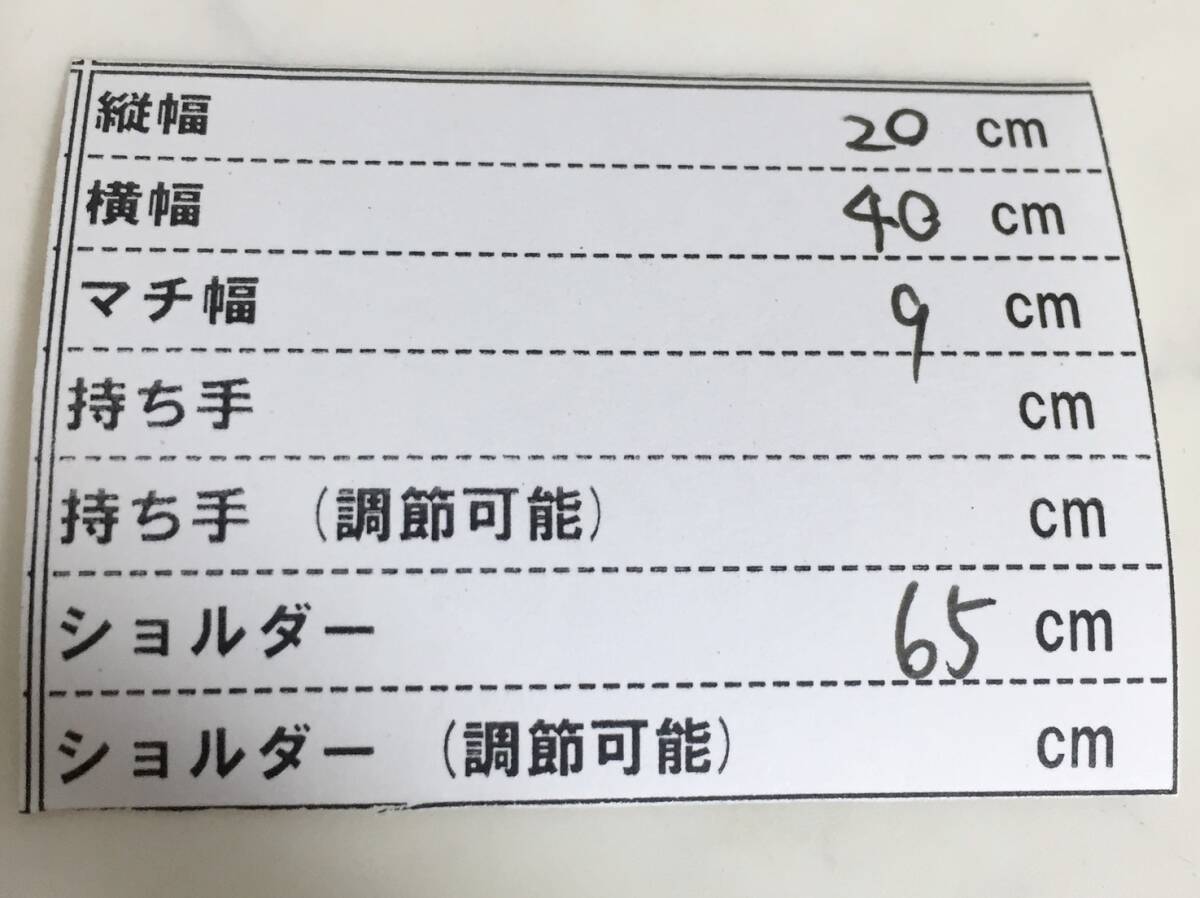 縦幅 20 cm
横幅 40 cm
マチ幅 9 cm
持ち手 cm
持ち手 (調節可能) cm
ショルダー 65 cm
ショルダー (調節可能) cm